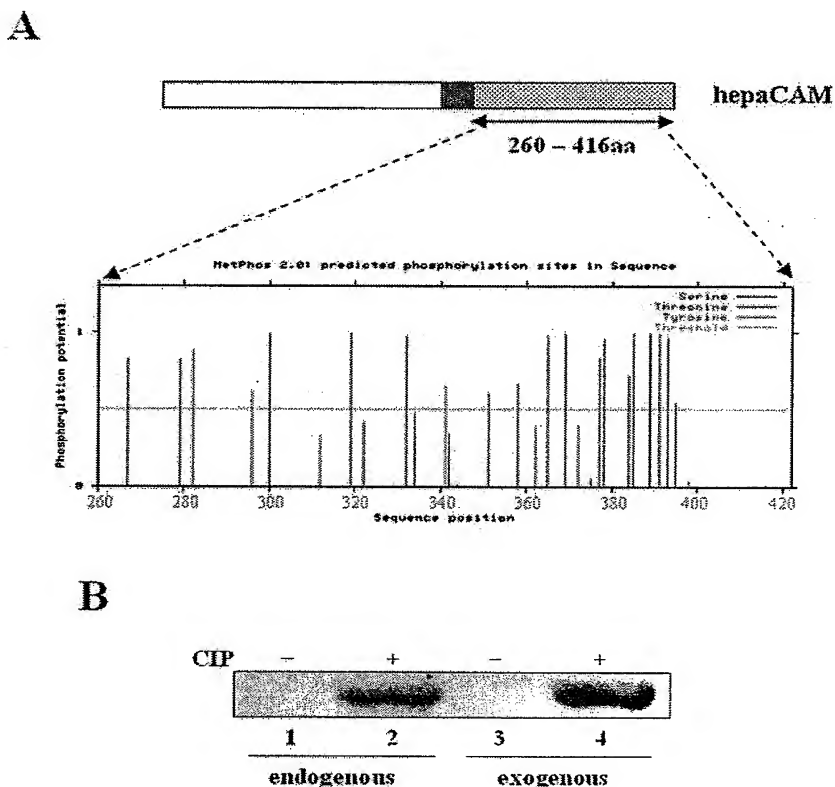 A
hepaCAM
260 – 416aa
NetPhos 2.0: predicted phosphorylation sites in Sequence
Phosphorylation potential
Serine
Threonine
Tyrosine
Threshold
1
0
260 280 300 320 340 360 380 400 420
Sequence position
B
CIP – + – +
1 2 3 4
endogenous exogenous